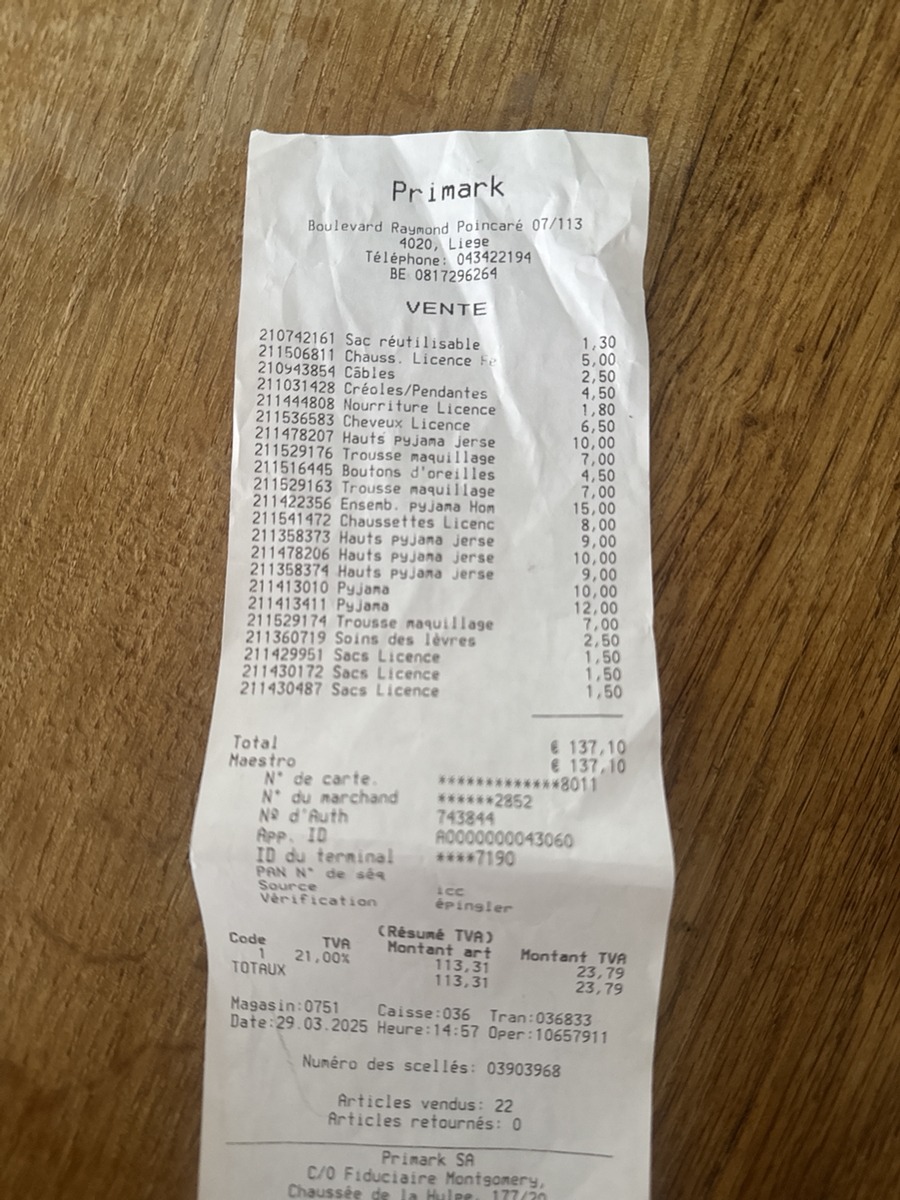 Primark
Boulevard Raymond Poincaré 07/113
4020, Liege
Téléphone: 043422194
BE 0817296264
VENTE
210742161 Sac réutilisable 1,30
211506811 Chauss. Licence Fe 5,00
210943854 Câbles 2,50
211031428 Créoles/Pendantes 4,50
211444808 Nourriture Licence 1,80
211536583 Cheveux Licence 6,50
211478207 Hauts pyjama jerse 10,00
211529176 Trousse maquillage 7,00
211516445 Boutons d'oreilles 4,50
211529163 Trousse maquillage 7,00
211422356 Ensemb. pyjama Hom 15,00
211541472 Chaussettes Licenc 8,00
211358373 Hauts pyjama jerse 9,00
211478206 Hauts pyjama jerse 10,00
211358374 Hauts pyjama jerse 9,00
211413010 Pyjama 10,00
211413411 Pyjama 12,00
211529174 Trousse maquillage 7,00
211360719 Soins des lèvres 2,50
211429951 Sacs Licence 1,50
211430172 Sacs Licence 1,50
211430487 Sacs Licence 1,50
Total € 137,10
Maestro € 137,10
N° de carte. *************8011
N° du marchand ******2852
Nº d'Auth 743844
App. ID A0000000043060
ID du terminal ****7190
PAN N° de séq
Source icc
Vérification épingler
(Résumé TVA)
Code TVA Montant art Montant TVA
1 21,00% 113,31 23,79
TOTAUX 113,31 23,79
Magasin:0751 Caisse:036 Tran:036833
Date:29.03.2025 Heure:14:57 Oper:10657911
Numéro des scellés: 03903968
Articles vendus: 22
Articles retournés: 0
Primark SA
C/O Fiduciaire Montgomery,
Chaussée de la Hulpe, 177/20